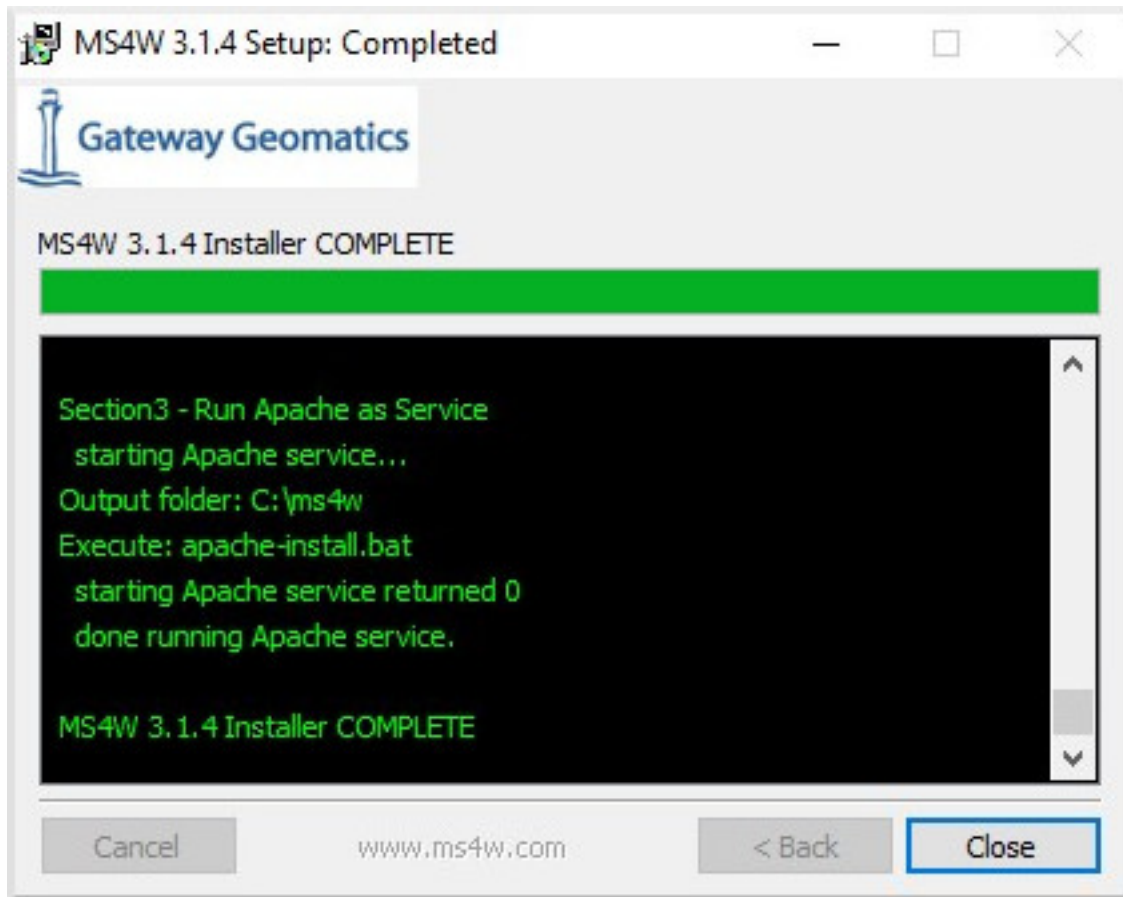 MS4W 3.1.4 Setup: Completed
Gateway Geomatics
MS4W 3.1.4 Installer COMPLETE
Section3 - Run Apache as Service
starting Apache service...
Output folder: C:\ms4w
Execute: apache-install.bat
starting Apache service returned 0
done running Apache service.
MS4W 3.1.4 Installer COMPLETE
Cancel www.ms4w.com < Back Close